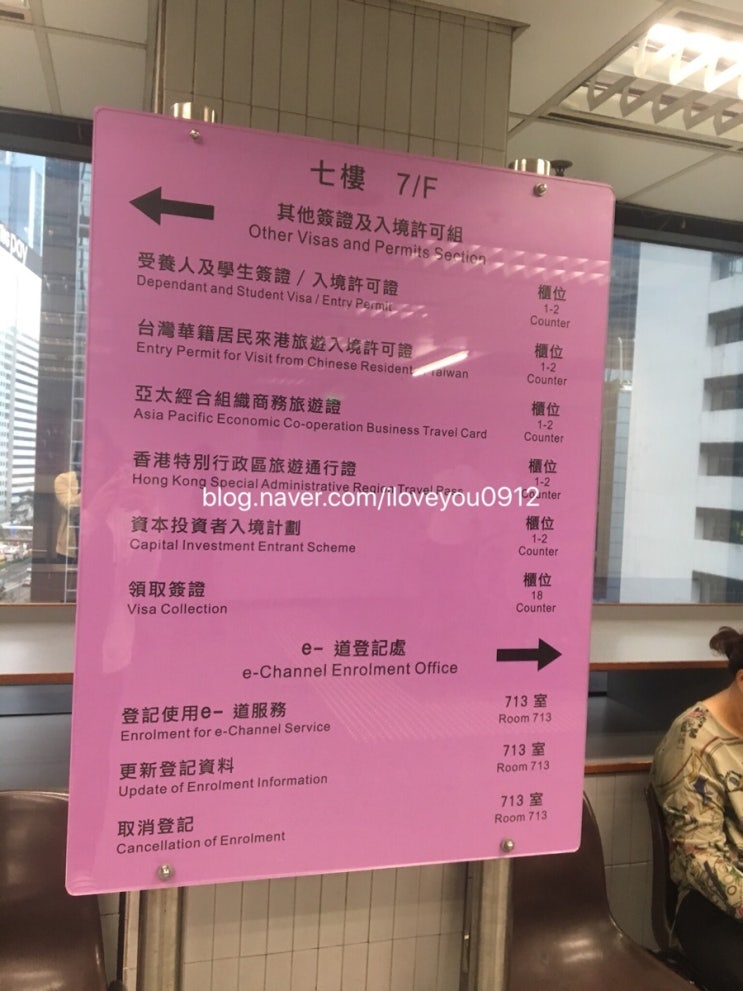 七樓 7/F
其他簽證及入境許可組
Other Visas and Permits Section
受養人及學生簽證 / 入境許可證
Dependant and Student Visa / Entry Permit
櫃位
1-2
Counter
台灣華籍居民來港旅遊入境許可證
Entry Permit for Visit from Chinese Resident Taiwan
櫃位
1-2
Counter
亞太經合組織商務旅遊證
Asia Pacific Economic Co-operation Business Travel Card
櫃位
1-2
Counter
香港特別行政區旅遊通行證
Hong Kong Special Administrative Region Travel Pass
櫃位
1-2
Counter
blog.naver.com/iloveyou0912
資本投資者入境計劃
Capital Investment Entrant Scheme
櫃位
1-2
Counter
領取簽證
Visa Collection
櫃位
18
Counter
e- 道登記處
e-Channel Enrolment Office
登記使用e- 道服務
Enrolment for e-Channel Service
713 室
Room 713
更新登記資料
Update of Enrolment Information
713 室
Room 713
取消登記
Cancellation of Enrolment
713 室
Room 713